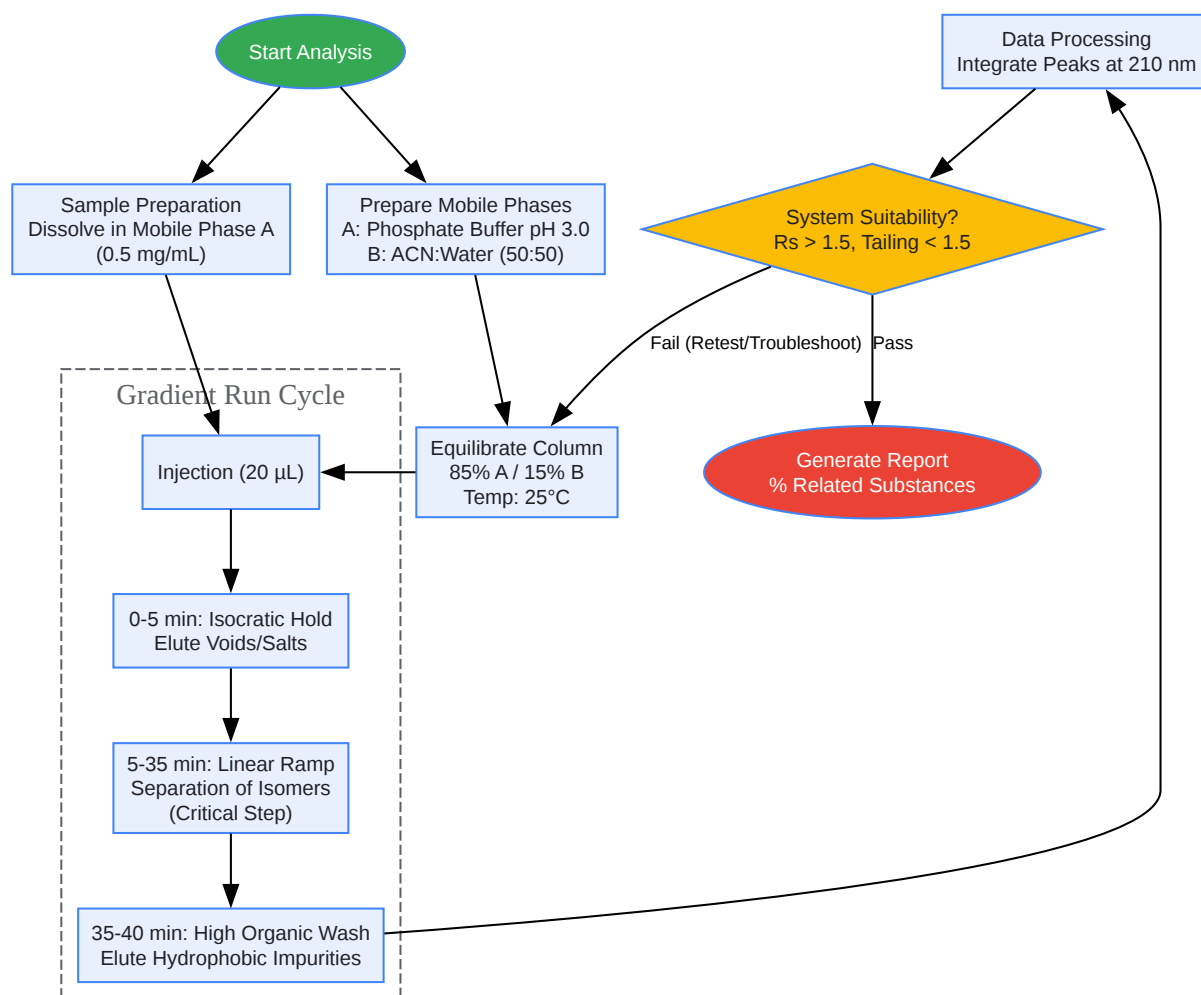 Start Analysis
Data Processing
Integrate Peaks at 210 nm
Sample Preparation
Dissolve in Mobile Phase A
(0.5 mg/mL)
Prepare Mobile Phases
A: Phosphate Buffer pH 3.0
B: ACN:Water (50:50)
System Suitability?
Rs > 1.5, Tailing < 1.5
Fail (Retest/Troubleshoot)
Pass
Gradient Run Cycle
Injection (20 µL)
Equilibrate Column
85% A / 15% B
Temp: 25°C
Generate Report
% Related Substances
0-5 min: Isocratic Hold
Elute Voids/Salts
5-35 min: Linear Ramp
Separation of Isomers
(Critical Step)
35-40 min: High Organic Wash
Elute Hydrophobic Impurities